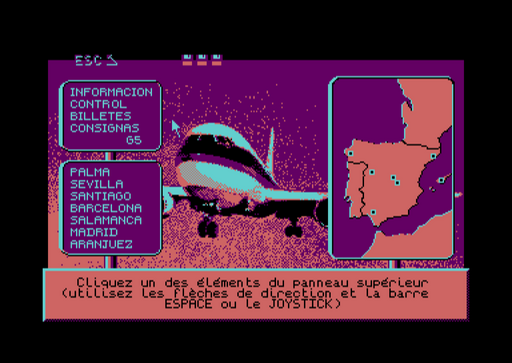 ESC
INFORMACION
CONTROL
BILLETES
CONSIGNAS
G5
PALMA
SEVILLA
SANTIAGO
BARCELONA
SALAMANCA
MADRID
ARANJUEZ
Cliquez un des éléments du panneau supérieur
(utilisez les flèches de direction et la barre
ESPACE ou le JOYSTICK)